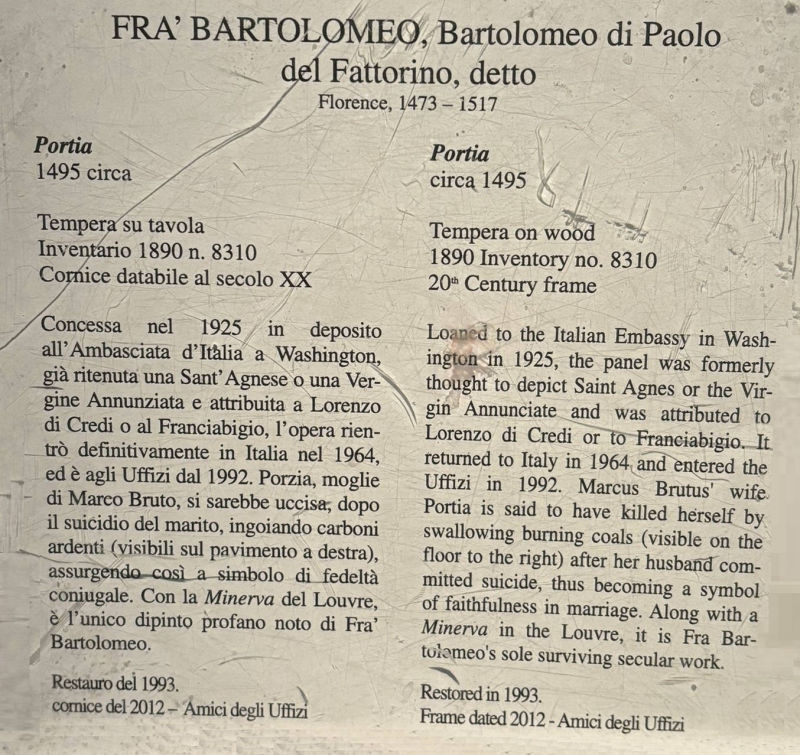 FRA' BARTOLOMEO, Bartolomeo di Paolo
del Fattorino, detto
Florence, 1473 – 1517
Portia
1495 circa
Tempera su tavola
Inventario 1890 n. 8310
Cornice databile al secolo XX
Concessa nel 1925 in deposito
all'Ambasciata d'Italia a Washington,
già ritenuta una Sant'Agnese o una Ver-
gine Annunziata e attribuita a Lorenzo
di Credi o al Franciabigio, l'opera rien-
trò definitivamente in Italia nel 1964,
ed è agli Uffizi dal 1992. Porzia, moglie
di Marco Bruto, si sarebbe uccisa, dopo
il suicidio del marito, ingoiando carboni
ardenti (visibili sul pavimento a destra),
assurgendo così a simbolo di fedeltà
coniugale. Con la Minerva del Louvre,
è l'unico dipinto profano noto di Fra'
Bartolomeo.
Restauro del 1993.
cornice del 2012 – Amici degli Uffizi
Portia
circa 1495
Tempera on wood
1890 Inventory no. 8310
20th Century frame
Loaned to the Italian Embassy in Wash-
ington in 1925, the panel was formerly
thought to depict Saint Agnes or the Vir-
gin Annunciate and was attributed to
Lorenzo di Credi or to Franciabigio. It
returned to Italy in 1964 and entered the
Uffizi in 1992. Marcus Brutus' wife
Portia is said to have killed herself by
swallowing burning coals (visible on the
floor to the right) after her husband com-
mitted suicide, thus becoming a symbol
of faithfulness in marriage. Along with a
Minerva in the Louvre, it is Fra Bar-
tolomeo's sole surviving secular work.
Restored in 1993.
Frame dated 2012 - Amici degli Uffizi